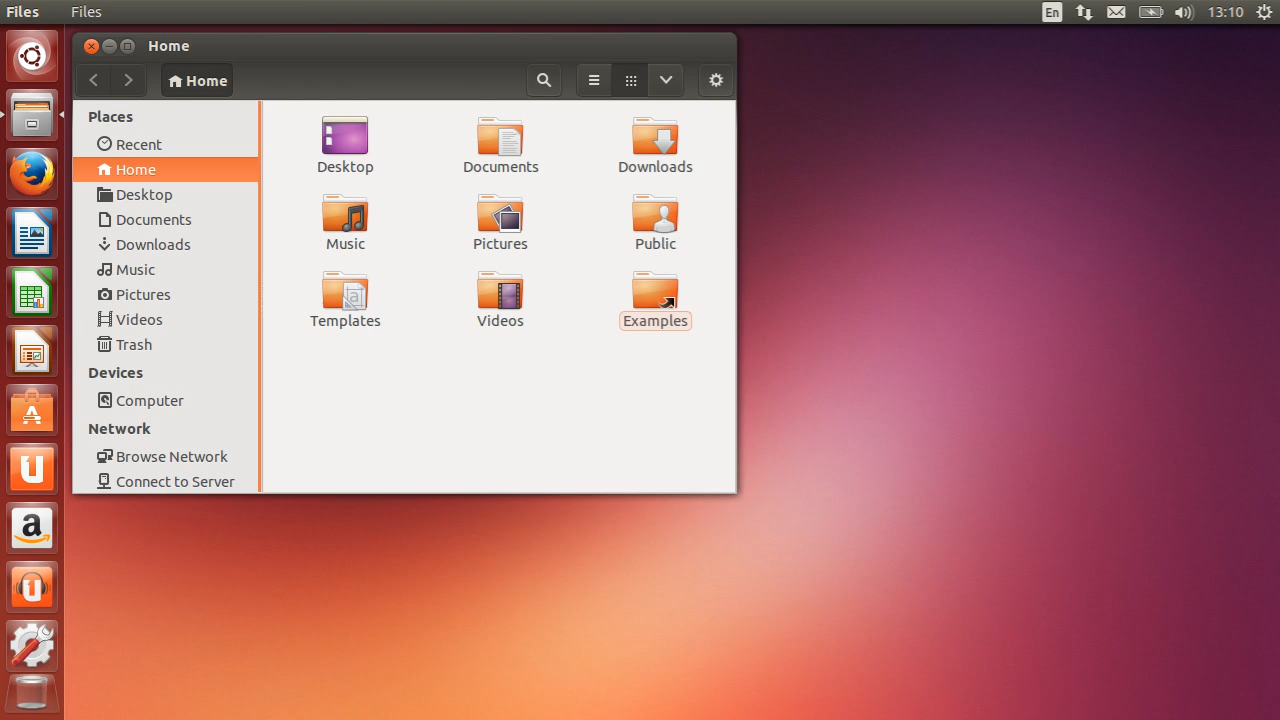 Files Files En 13:10
Home
Home
Places
Recent
Home
Desktop
Documents
Downloads
Music
Pictures
Videos
Trash
Devices
Computer
Network
Browse Network
Connect to Server
Desktop Documents Downloads
Music Pictures Public
Templates Videos Examples